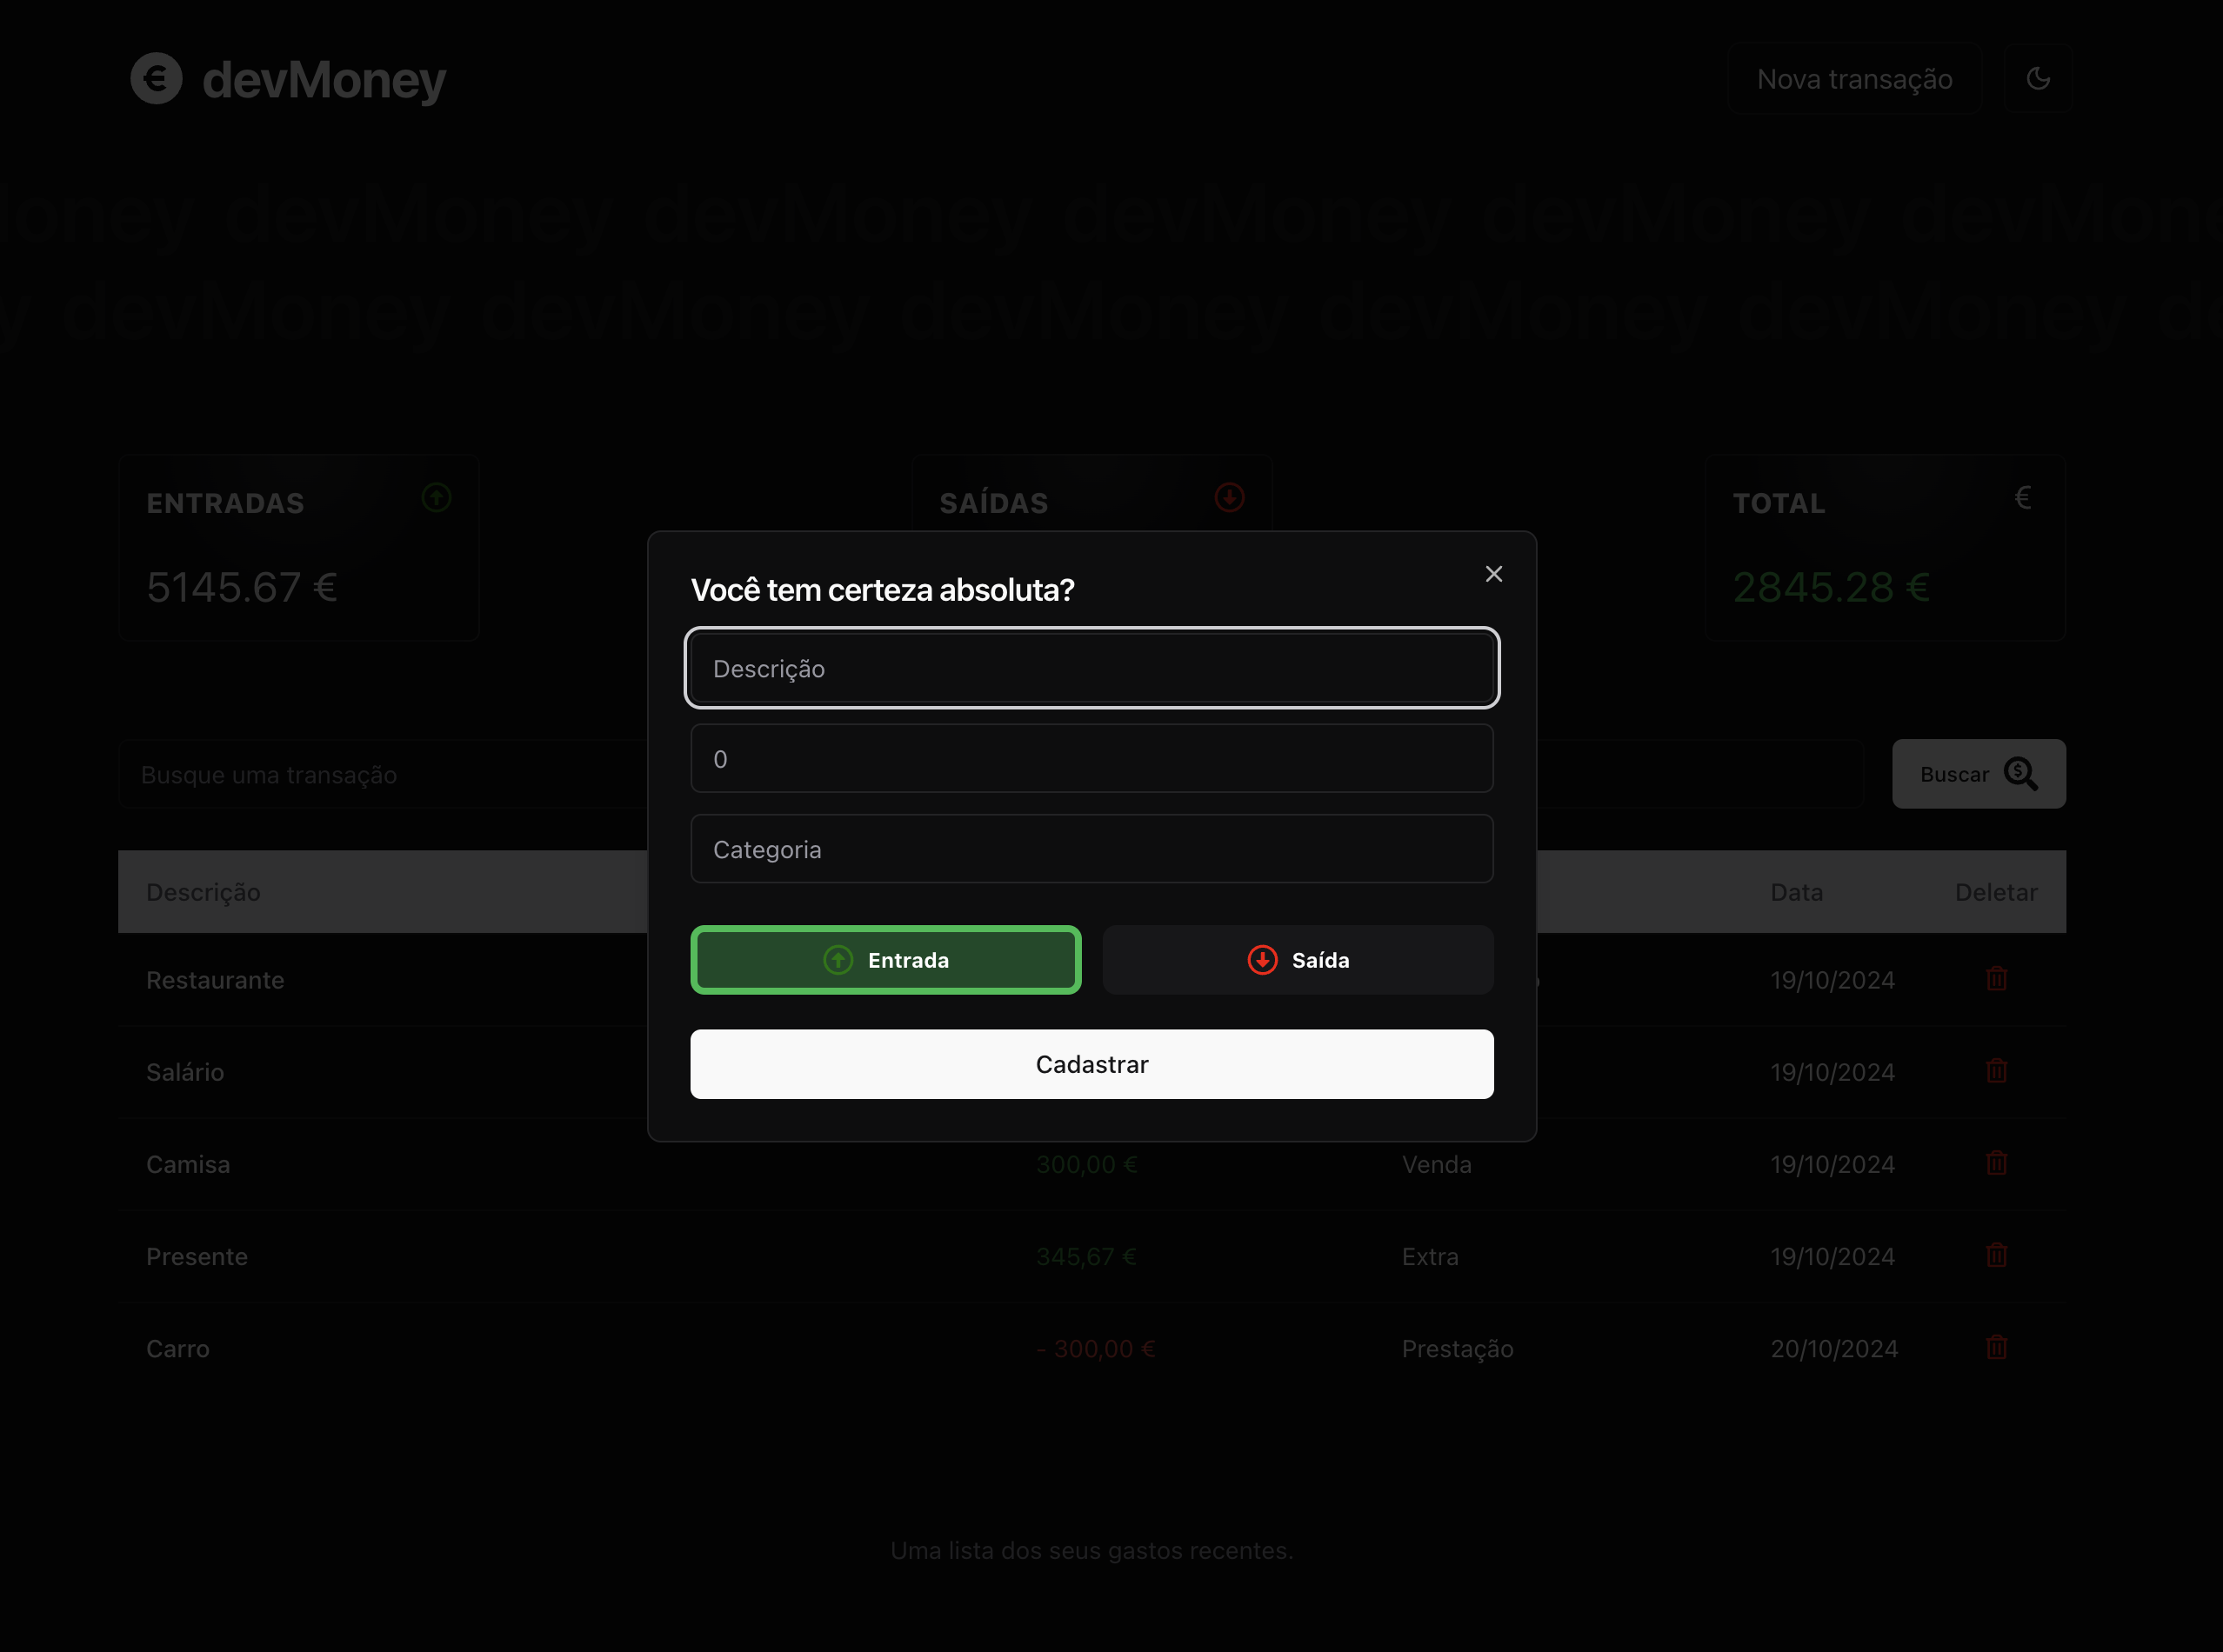 devMoney
Nova transação
oney devMoney devMoney devMoney devMoney devMon
y devMoney devMoney devMoney devMoney devMoney d
ENTRADAS
5145.67 €
SAÍDAS
TOTAL
€
2845.28 €
Você tem certeza absoluta?
Descrição
0
Categoria
Entrada
Saída
Cadastrar
Busque uma transação
Buscar
Descrição
Data
Deletar
Restaurante
19/10/2024
Salário
19/10/2024
Camisa
300,00 €
Venda
19/10/2024
Presente
345,67 €
Extra
19/10/2024
Carro
- 300,00 €
Prestação
20/10/2024
Uma lista dos seus gastos recentes.